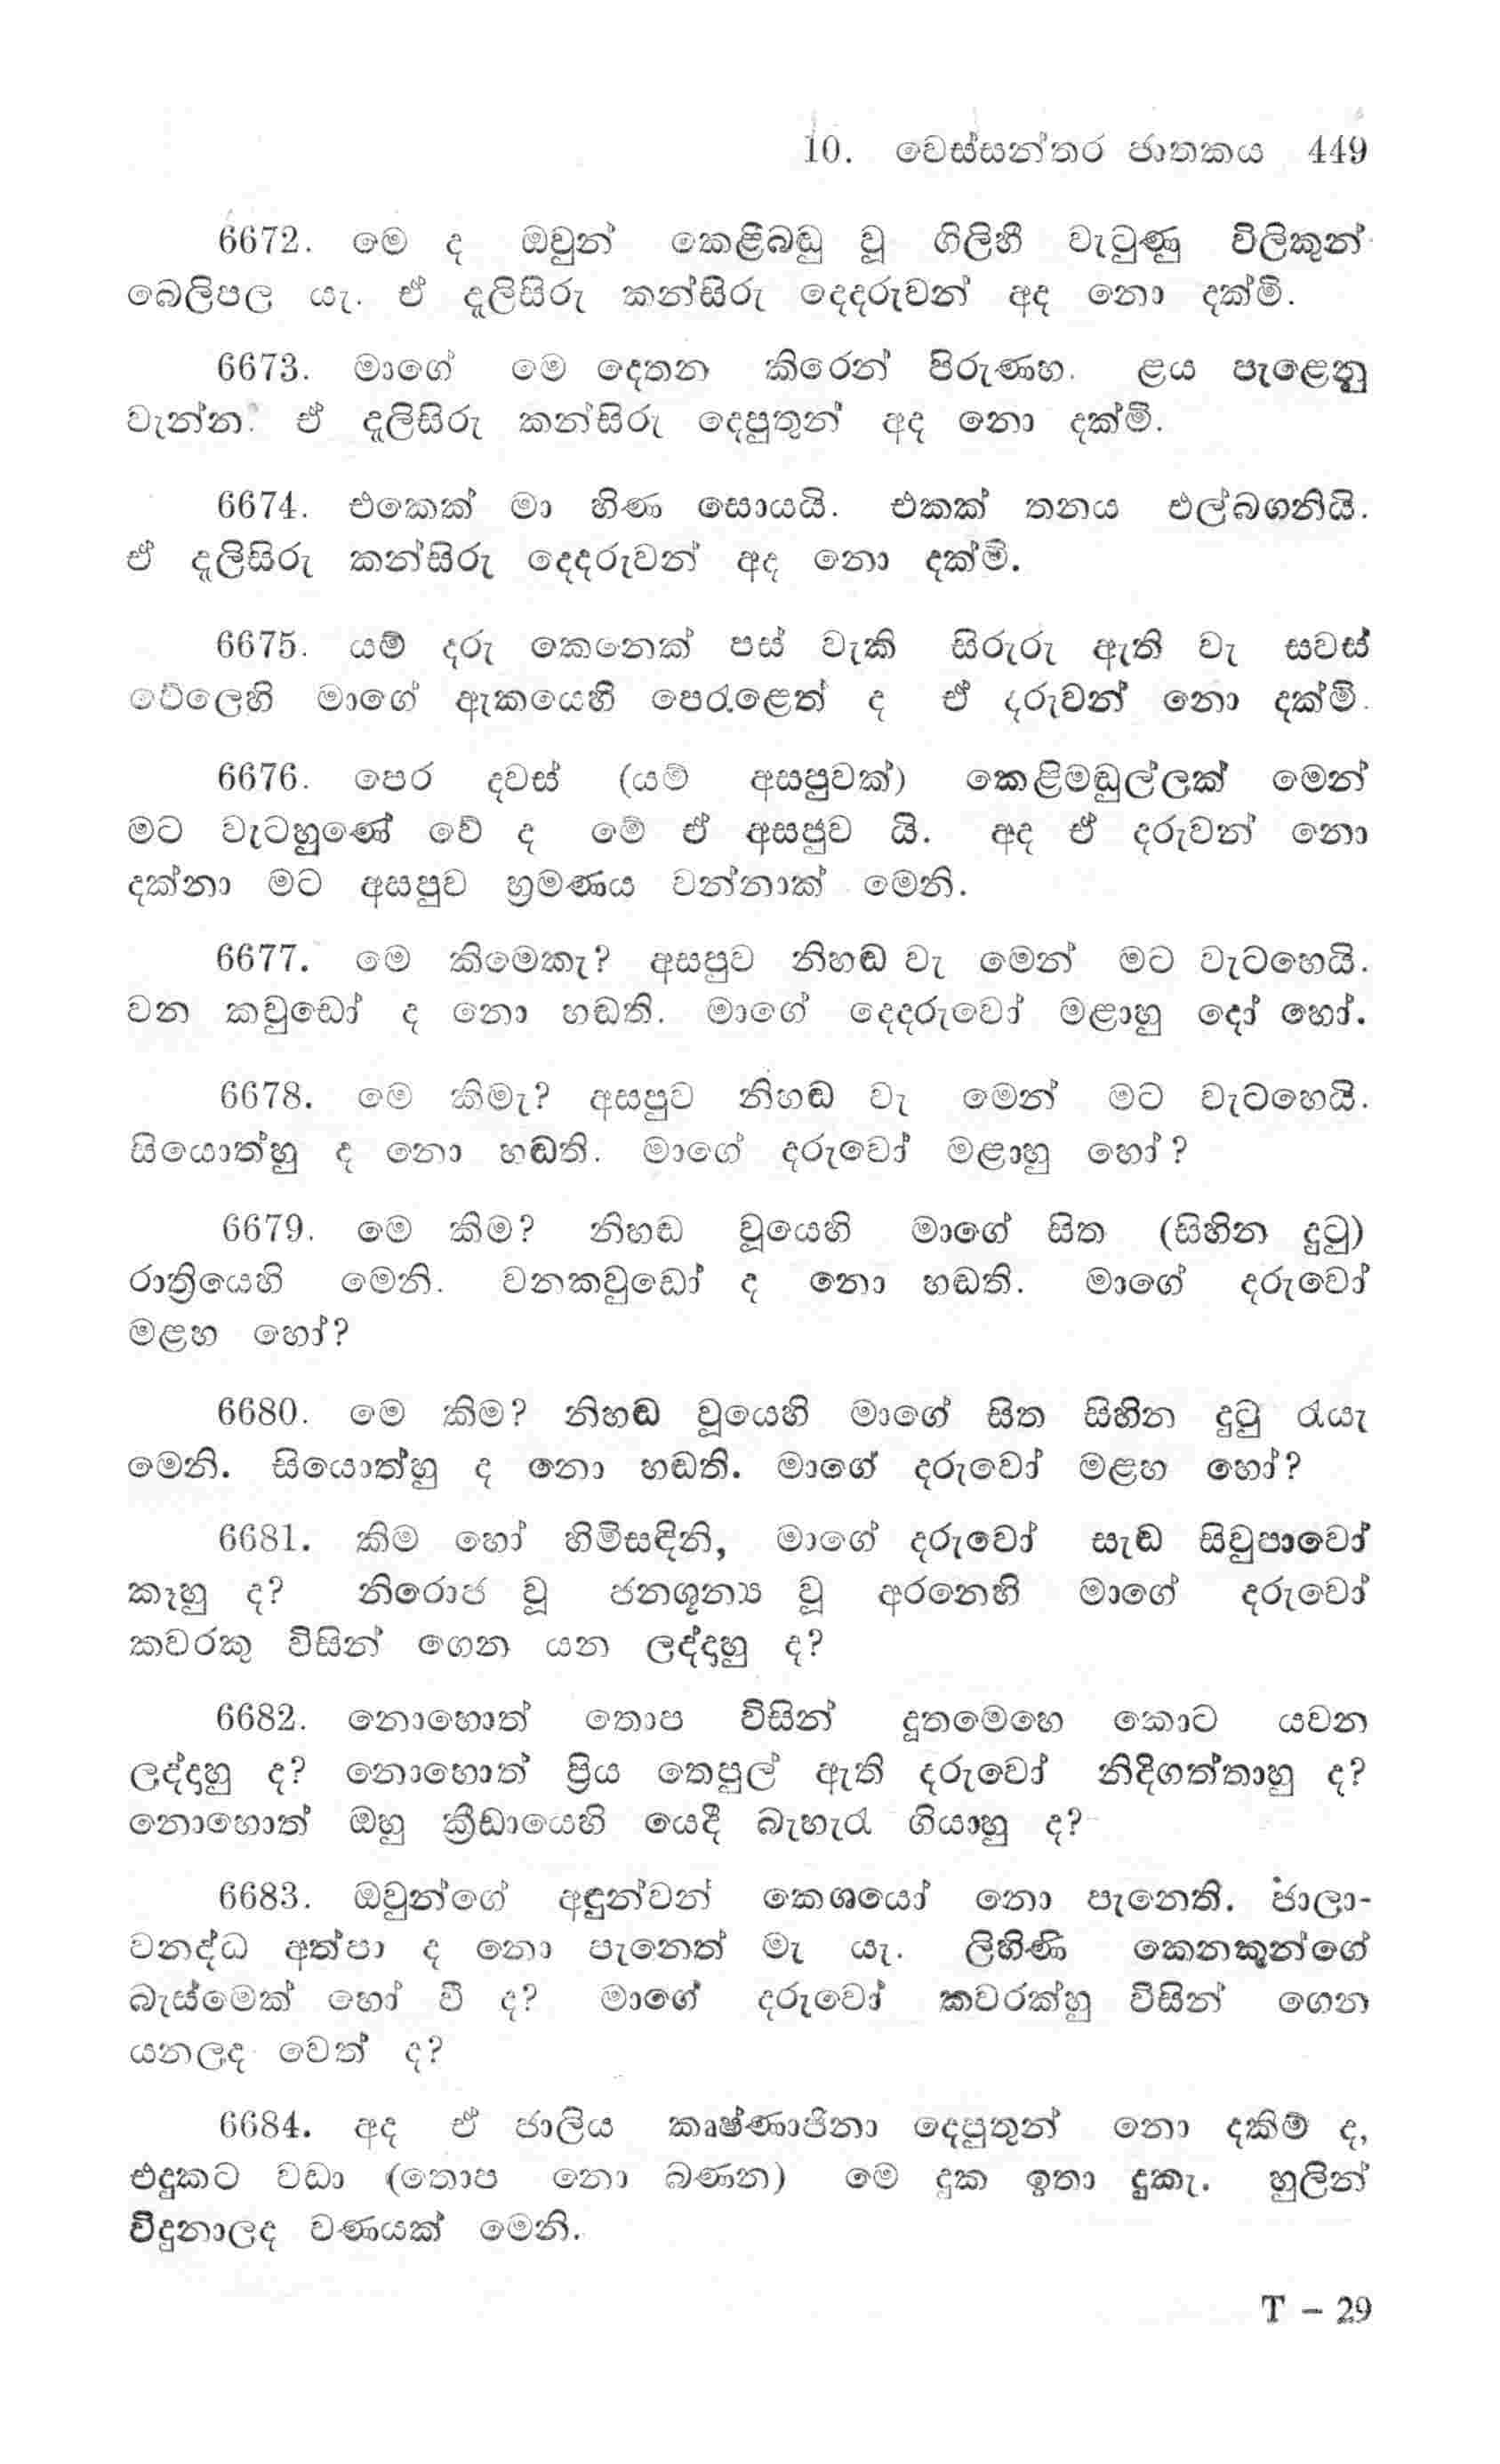 10. වෙස්සන්තර ජාතකය 449
6672. මෙ ද ඔවුන් කෙළිබඬු වූ ගිලිහී වැටුණු විලිකුන්
බෙලිපල යැ. ඒ දූලිසිරු කන්සිරු දෙදරුවන් අද නො දක්මි.
6673. මාගේ මෙ දෙතන කිරෙන් පිරුණහ. ළය පැළෙනු
වැන්න. ඒ දූලිසිරු කන්සිරු දෙපුතුන් අද නො දක්මි.
6674. එකෙක් මා හිණ සොයයි. එකක් තනය එල්බගනියි.
ඒ දූලිසිරු කන්සිරු දෙදරුවන් අද නො දක්මි.
6675. යම් දරු කෙනෙක් පස් වැකි සිරුරු ඇති වැ සවස්
වේලෙහි මාගේ ඇකයෙහි පෙරළෙත් ද ඒ දරුවන් නො දක්මි.
6676. පෙර දවස් (යම් අසපුවක්) කෙළිමඬුල්ලක් මෙන්
මට වැටහුණේ වේ ද මේ ඒ අසපුව යි. අද ඒ දරුවන් නො
දක්නා මට අසපුව භ්‍රමණය වන්නාක් මෙනි.
6677. මෙ කිමෙකැ? අසපුව නිහඬ වැ මෙන් මට වැටහෙයි.
වන කවුඩෝ ද නො හඬති. මාගේ දෙදරුවෝ මළාහු දෝ හෝ.
6678. මෙ කිමැ? අසපුව නිහඬ වැ මෙන් මට වැටහෙයි.
සියොත්හු ද නො හඬති. මාගේ දරුවෝ මළාහු හෝ?
6679. මෙ කිම? නිහඬ වූයෙහි මාගේ සිත (සිහින දුටු)
රාත්‍රියෙහි මෙනි. වනකවුඩෝ ද නො හඬති. මාගේ දරුවෝ
මළහ හෝ?
6680. මෙ කිම? නිහඬ වූයෙහි මාගේ සිත සිහින දුටු රැයැ
මෙනි. සියොත්හු ද නො හඬති. මාගේ දරුවෝ මළහ හෝ?
6681. කිම හෝ හිමිසඳිනි, මාගේ දරුවෝ සැඬ සිවුපාවෝ
කෑහු ද? නිරොජ වූ ජනශූන්‍ය වූ අරනෙහි මාගේ දරුවෝ
කවරකු විසින් ගෙන යන ලද්දාහු ද?
6682. නොහොත් තොප විසින් දූතමෙහෙ කොට යවන
ලද්දාහු ද? නොහොත් ප්‍රිය තෙපුල් ඇති දරුවෝ නිදිගත්තාහු ද?
නොහොත් ඔහු ක්‍රීඩායෙහි යෙදී බැහැර ගියාහු ද?
6683. ඔවුන්ගේ අඳුන්වන් කෙශයෝ නො පැනෙති. ජාලා-
වනද්ධ අත්පා ද නො පැනෙත් මැ යැ. ලිහිණි කෙනකුන්ගේ
බැස්මෙක් හෝ වී ද? මාගේ දරුවෝ කවරක්හු විසින් ගෙන
යනලද වෙත් ද?
6684. අද ඒ ජාලිය කෘෂ්ණාජිනා දෙපුතුන් නො දකිම් ද,
එදුකට වඩා (තොප නො බණන) මෙ දුක ඉතා දුකැ. හුලින්
විදුනාලද වණයක් මෙනි.
T - 29